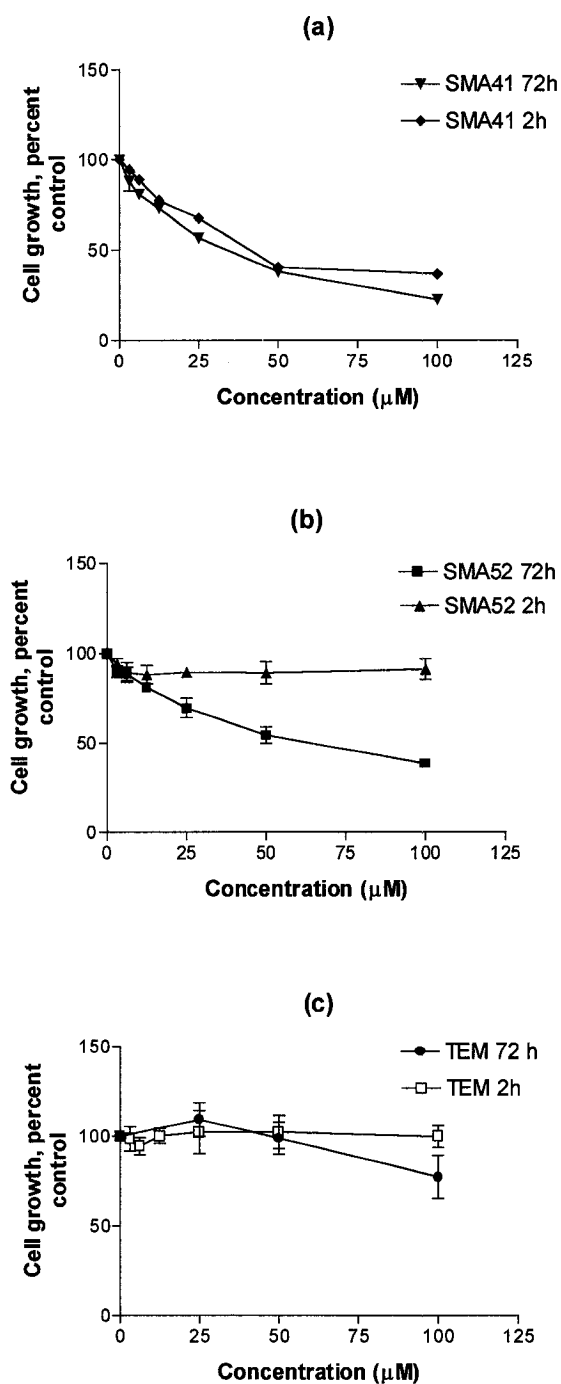 (a)
150
100
50
0
Cell growth, percent
control
SMA41 72h
SMA41 2h
0 25 50 75 100 125
Concentration (μM)
(b)
150
100
50
0
Cell growth, percent
control
SMA52 72h
SMA52 2h
0 25 50 75 100 125
Concentration (μM)
(c)
150
100
50
0
Cell growth, percent
control
TEM 72 h
TEM 2h
0 25 50 75 100 125
Concentration (μM)